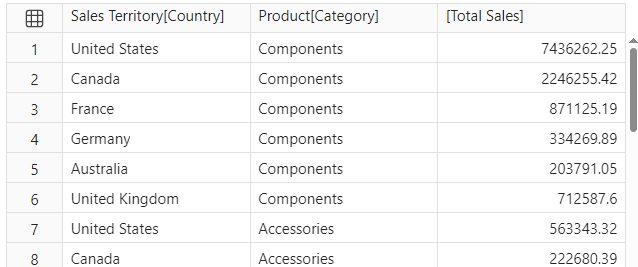 Sales Territory[Country] Product[Category] [Total Sales]
1 United States Components 7436262.25
2 Canada Components 2246255.42
3 France Components 871125.19
4 Germany Components 334269.89
5 Australia Components 203791.05
6 United Kingdom Components 712587.6
7 United States Accessories 563343.32
8 Canada Accessories 222680.39